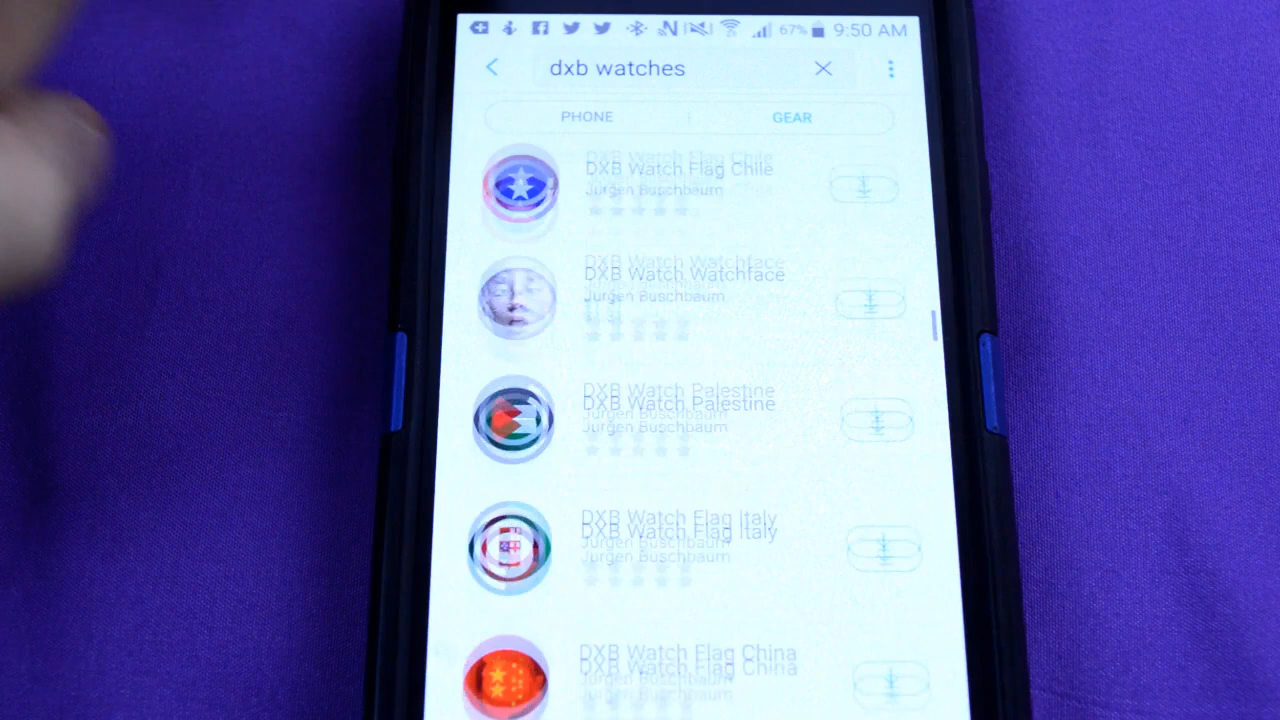 67% 9:50 AM
dxb watches
PHONE
GEAR
DXB Watch Flag Chile
Jurgen Buschbaum
DXB Watch Watchface
Jurgen Buschbaum
DXB Watch Palestine
Jurgen Buschbaum
DXB Watch Flag Italy
Jurgen Buschbaum
DXB Watch Flag China
Jurgen Buschbaum